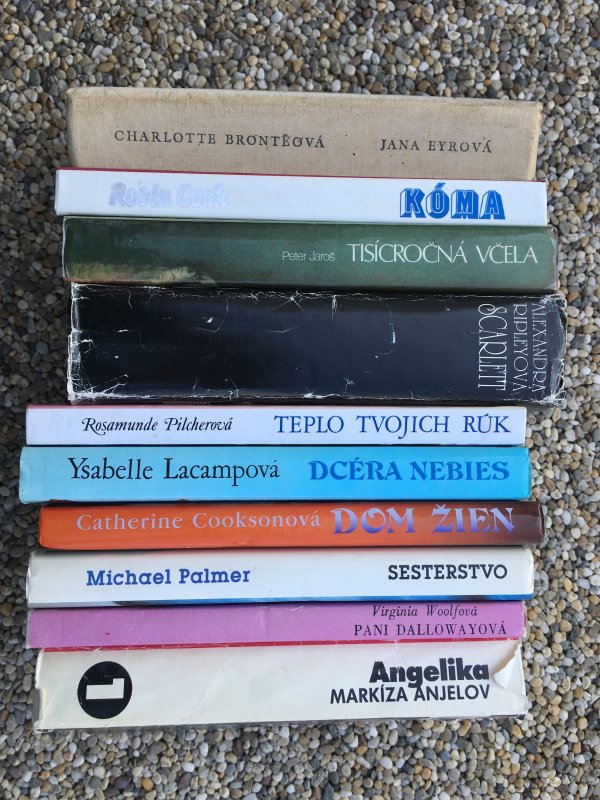 CHARLOTTE BRONTËOVÁ JANA EYROVÁ
Robin Cook KÓMA
Peter Jaroš TISÍCROČNÁ VČELA
ALEXANDRA
RIPLEYOVÁ
SCARLETT
Rosamunde Pilcherová TEPLO TVOJICH RÚK
Ysabelle Lacampová DCÉRA NEBIES
Catherine Cooksonová DOM ŽIEN
Michael Palmer SESTERSTVO
Virginia Woolfová
PANI DALLOWAYOVÁ
1 Angelika
MARKÍZA ANJELOV